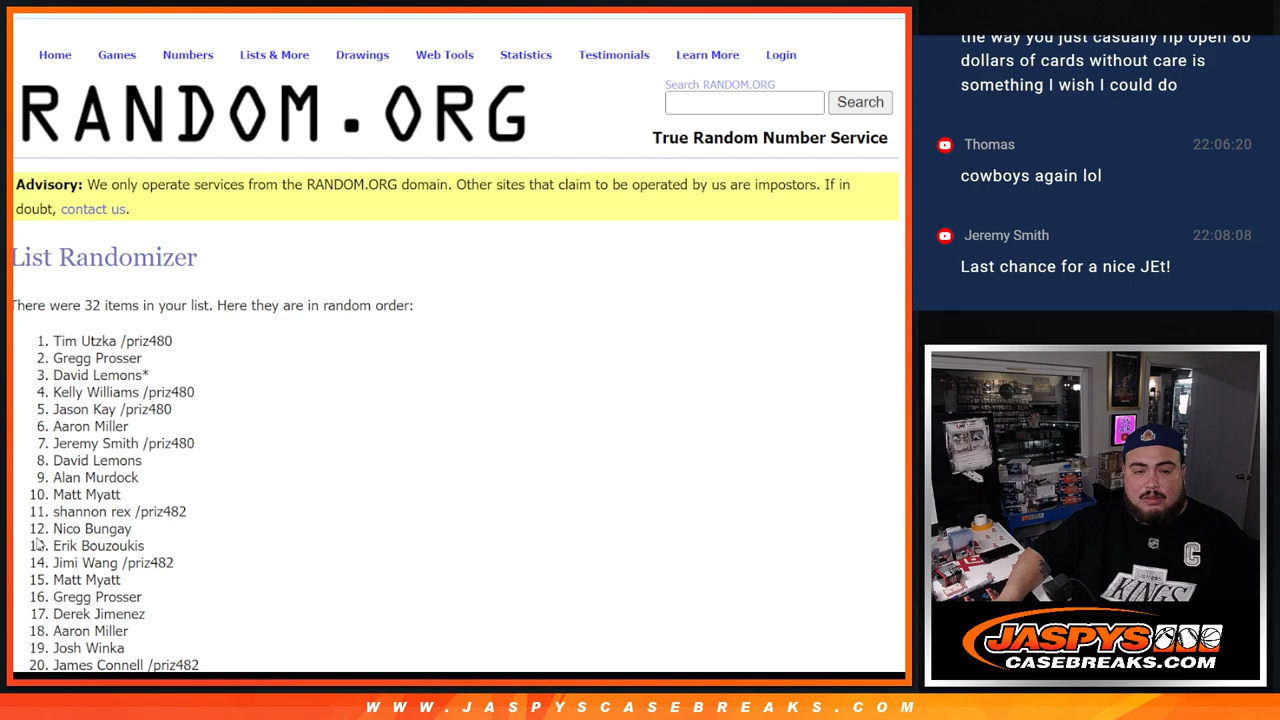 Home Games Numbers Lists & More Drawings Web Tools Statistics Testimonials Learn More Login
RANDOM.ORG
Search RANDOM.ORG
Search
True Random Number Service
Advisory: We only operate services from the RANDOM.ORG domain. Other sites that claim to be operated by us are impostors. If in
doubt, contact us.
List Randomizer
There were 32 items in your list. Here they are in random order:
1. Tim Utzka /priz480
2. Gregg Prosser
3. David Lemons*
4. Kelly Williams /priz480
5. Jason Kay /priz480
6. Aaron Miller
7. Jeremy Smith /priz480
8. David Lemons
9. Alan Murdock
10. Matt Myatt
11. shannon rex /priz482
12. Nico Bungay
13. Erik Bouzoukis
14. Jimi Wang /priz482
15. Matt Myatt
16. Gregg Prosser
17. Derek Jimenez
18. Aaron Miller
19. Josh Winka
20. James Connell /priz482
the way you just casually rip open 80
dollars of cards without care is
something I wish I could do
Thomas 22:06:20
cowboys again lol
Jeremy Smith 22:08:08
Last chance for a nice JEt!
C
KINGS
JASPYS
CASEBREAKS.COM
WWW.JASPYSCASEBREAKS.COM